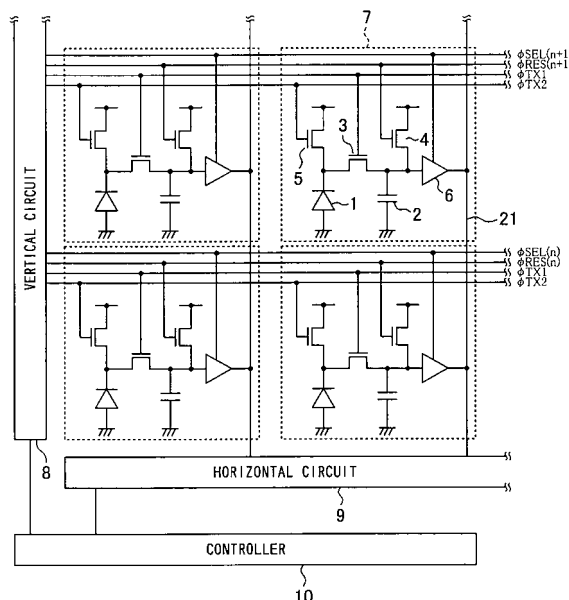 7
φSEL(n+1
φRES(n+1
φTX1
φTX2
3
4
5
6
1
2
21
VERTICAL CIRCUIT
φSEL(n)
φRES(n)
φTX1
φTX2
8
HORIZONTAL CIRCUIT
9
CONTROLLER
10